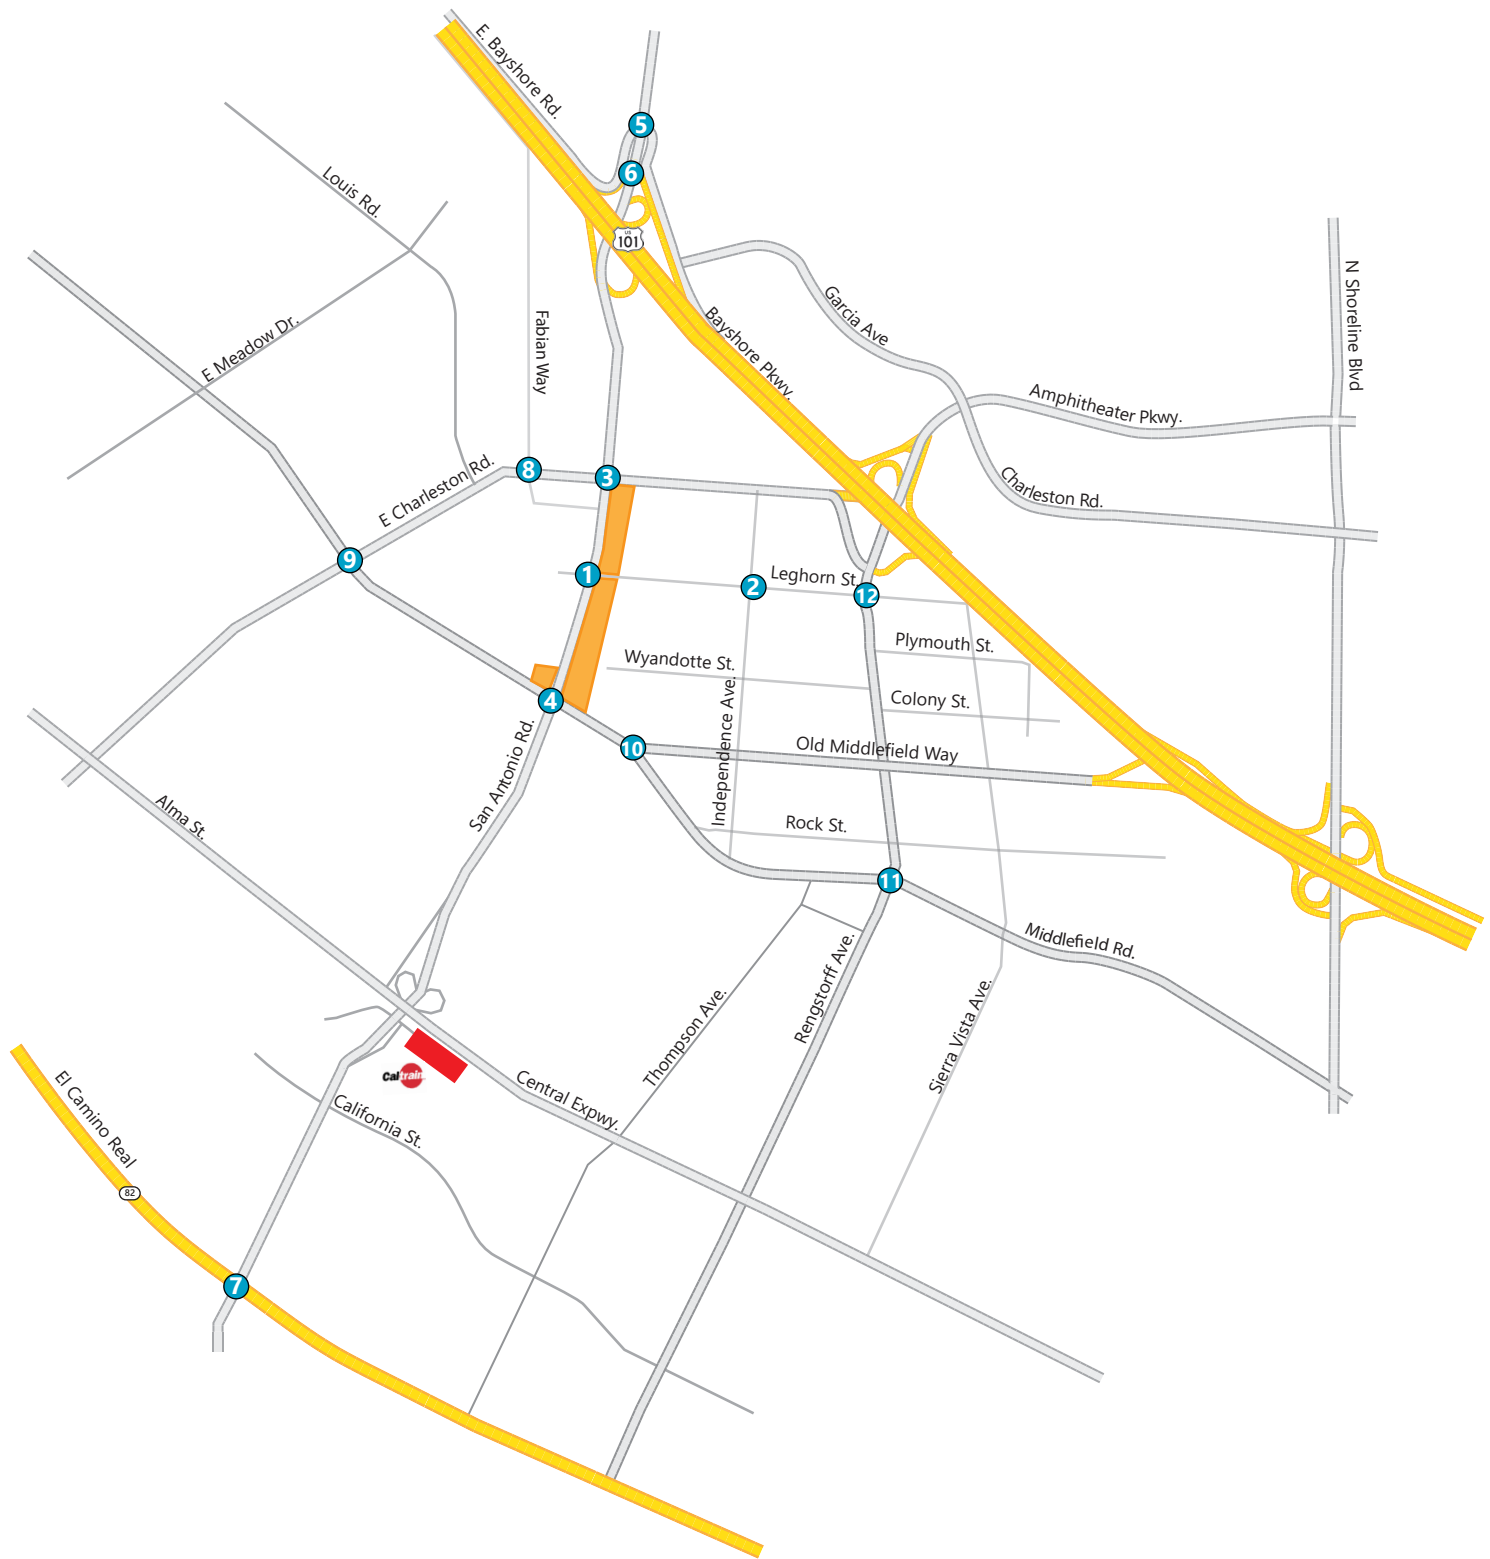 E. Bayshore Rd.
5
6
US
101
Louis Rd.
N Shoreline Blvd
Garcia Ave
E Meadow Dr.
Fabian Way
Bayshore Pkwy.
Amphitheater Pkwy.
E Charleston Rd.
8
3
Charleston Rd.
9
1
2
Leghorn St.
12
Plymouth St.
Wyandotte St.
4
Colony St.
Independence Ave.
10
Old Middlefield Way
San Antonio Rd.
Alma St.
Rock St.
11
Middlefield Rd.
Rengstorff Ave.
Thompson Ave.
Sierra Vista Ave.
Caltrain
Central Expwy.
El Camino Real
California St.
82
7